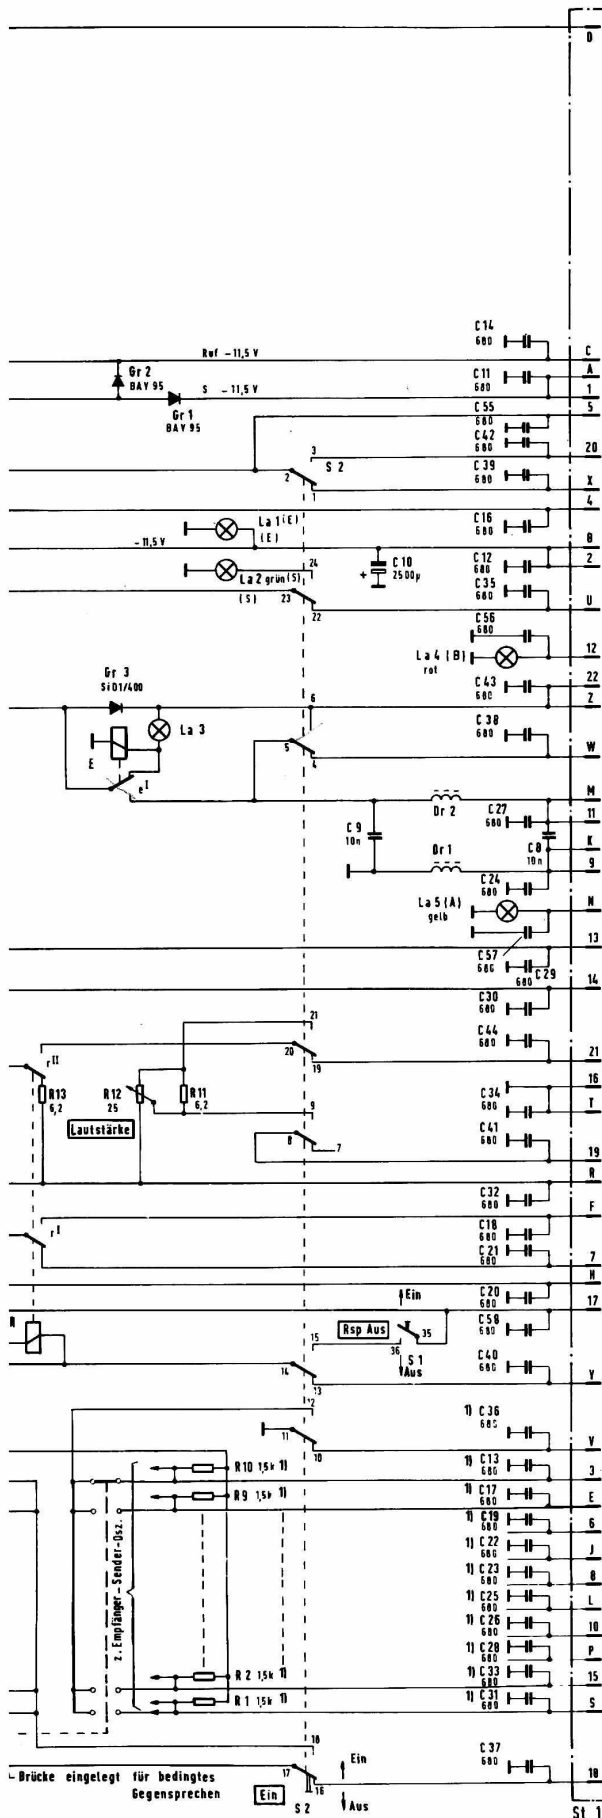 D
C14
680
Ruf -11,5 V
C
Gr 2
BAY 95
C11
680
A
S -11,5 V
1
Gr 1
BAY 95
C55
680
5
C42
680
3
S 2
20
C39
680
2
1
X
4
La 1 (E)
(E)
C16
680
-11,5 V
B
La 2 grün (S)
(S)
24
C10
2500µ
+
C12
680
2
C35
680
23
22
U
C56
680
La 4 (B)
rot
12
Gr 3
SiD1/400
C43
680
22
6
Z
La 3
C38
680
E
5
4
W
e I
M
Dr 2
C27
680
11
C9
10n
C8
10n
K
Dr 1
9
C24
680
La 5 (A)
gelb
N
13
C57
680
C29
680
14
C30
680
21
C44
680
r II
20
19
21
R13
6,2
R12
25
R11
6,2
16
C34
680
9
T
Lautstärke
C41
680
8
7
19
R
C32
680
F
r I
C18
680
C21
680
7
H
Ein
C20
680
17
R
Rsp Aus
35
C58
680
15
36
S 1
Aus
C40
680
14
13
Y
12
1) C36
680
11
10
V
R10 1,5k 1)
1) C13
680
3
R9 1,5k 1)
1) C17
680
E
1) C19
680
6
1) C22
680
J
1) C23
680
8
1) C25
680
L
1) C26
680
10
1) C28
680
P
z. Empfänger-Sender-Osz.
R 2 1,5k 1)
1) C33
680
15
R 1 1,5k 1)
1) C31
680
S
18
Ein
C37
680
17
16
18
Brücke eingelegt für bedingtes
Gegensprechen
Ein
S 2
Aus
St 1